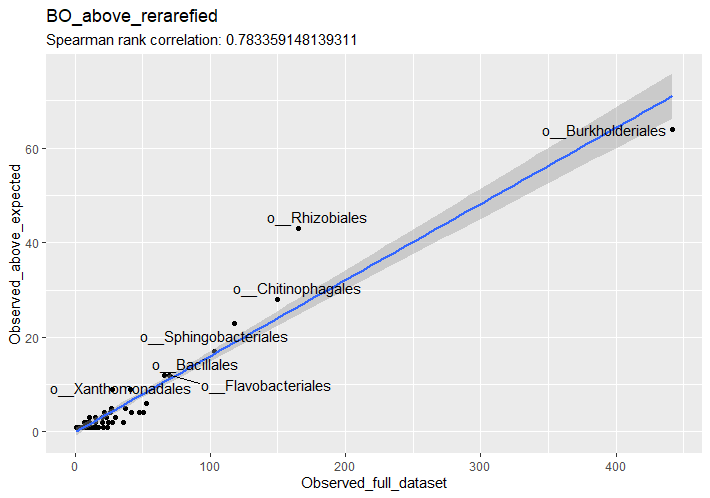 BO_above_rerarefied
Spearman rank correlation: 0.783359148139311
Observed_above_expected
60
40
20
0
o__Burkholderiales
o__Rhizobiales
o__Chitinophagales
o__Sphingobacteriales
o__Bacillales
o__Xanthomonadales
o__Flavobacteriales
0 100 200 300 400
Observed_full_dataset